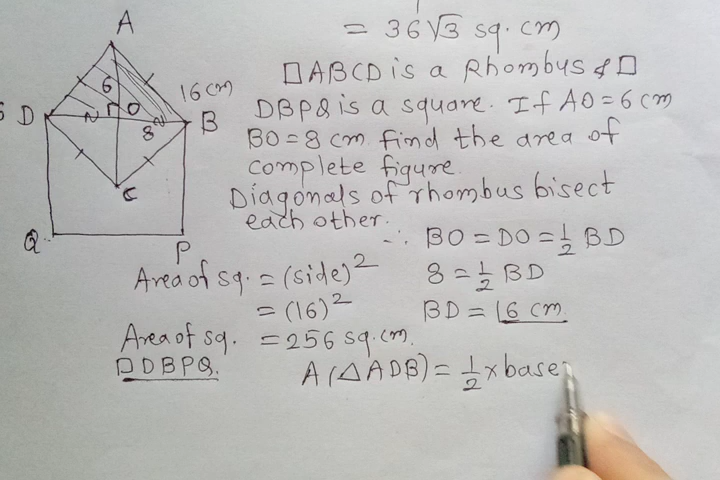 = 36√3 sq. cm
□ABCD is a Rhombus & □
DBPQ is a square. If AO = 6 cm
BO = 8 cm find the area of
complete figure.
Diagonals of rhombus bisect
each other.
∴ BO = DO = 1/2 BD
Area of sq. = (side)²
8 = 1/2 BD
= (16)²
BD = 16 cm
Area of sq. = 256 sq.cm.
□DBPQ.
A(△ADB) = 1/2 × base
A
6
16 cm
D
O
8
B
C
Q
P